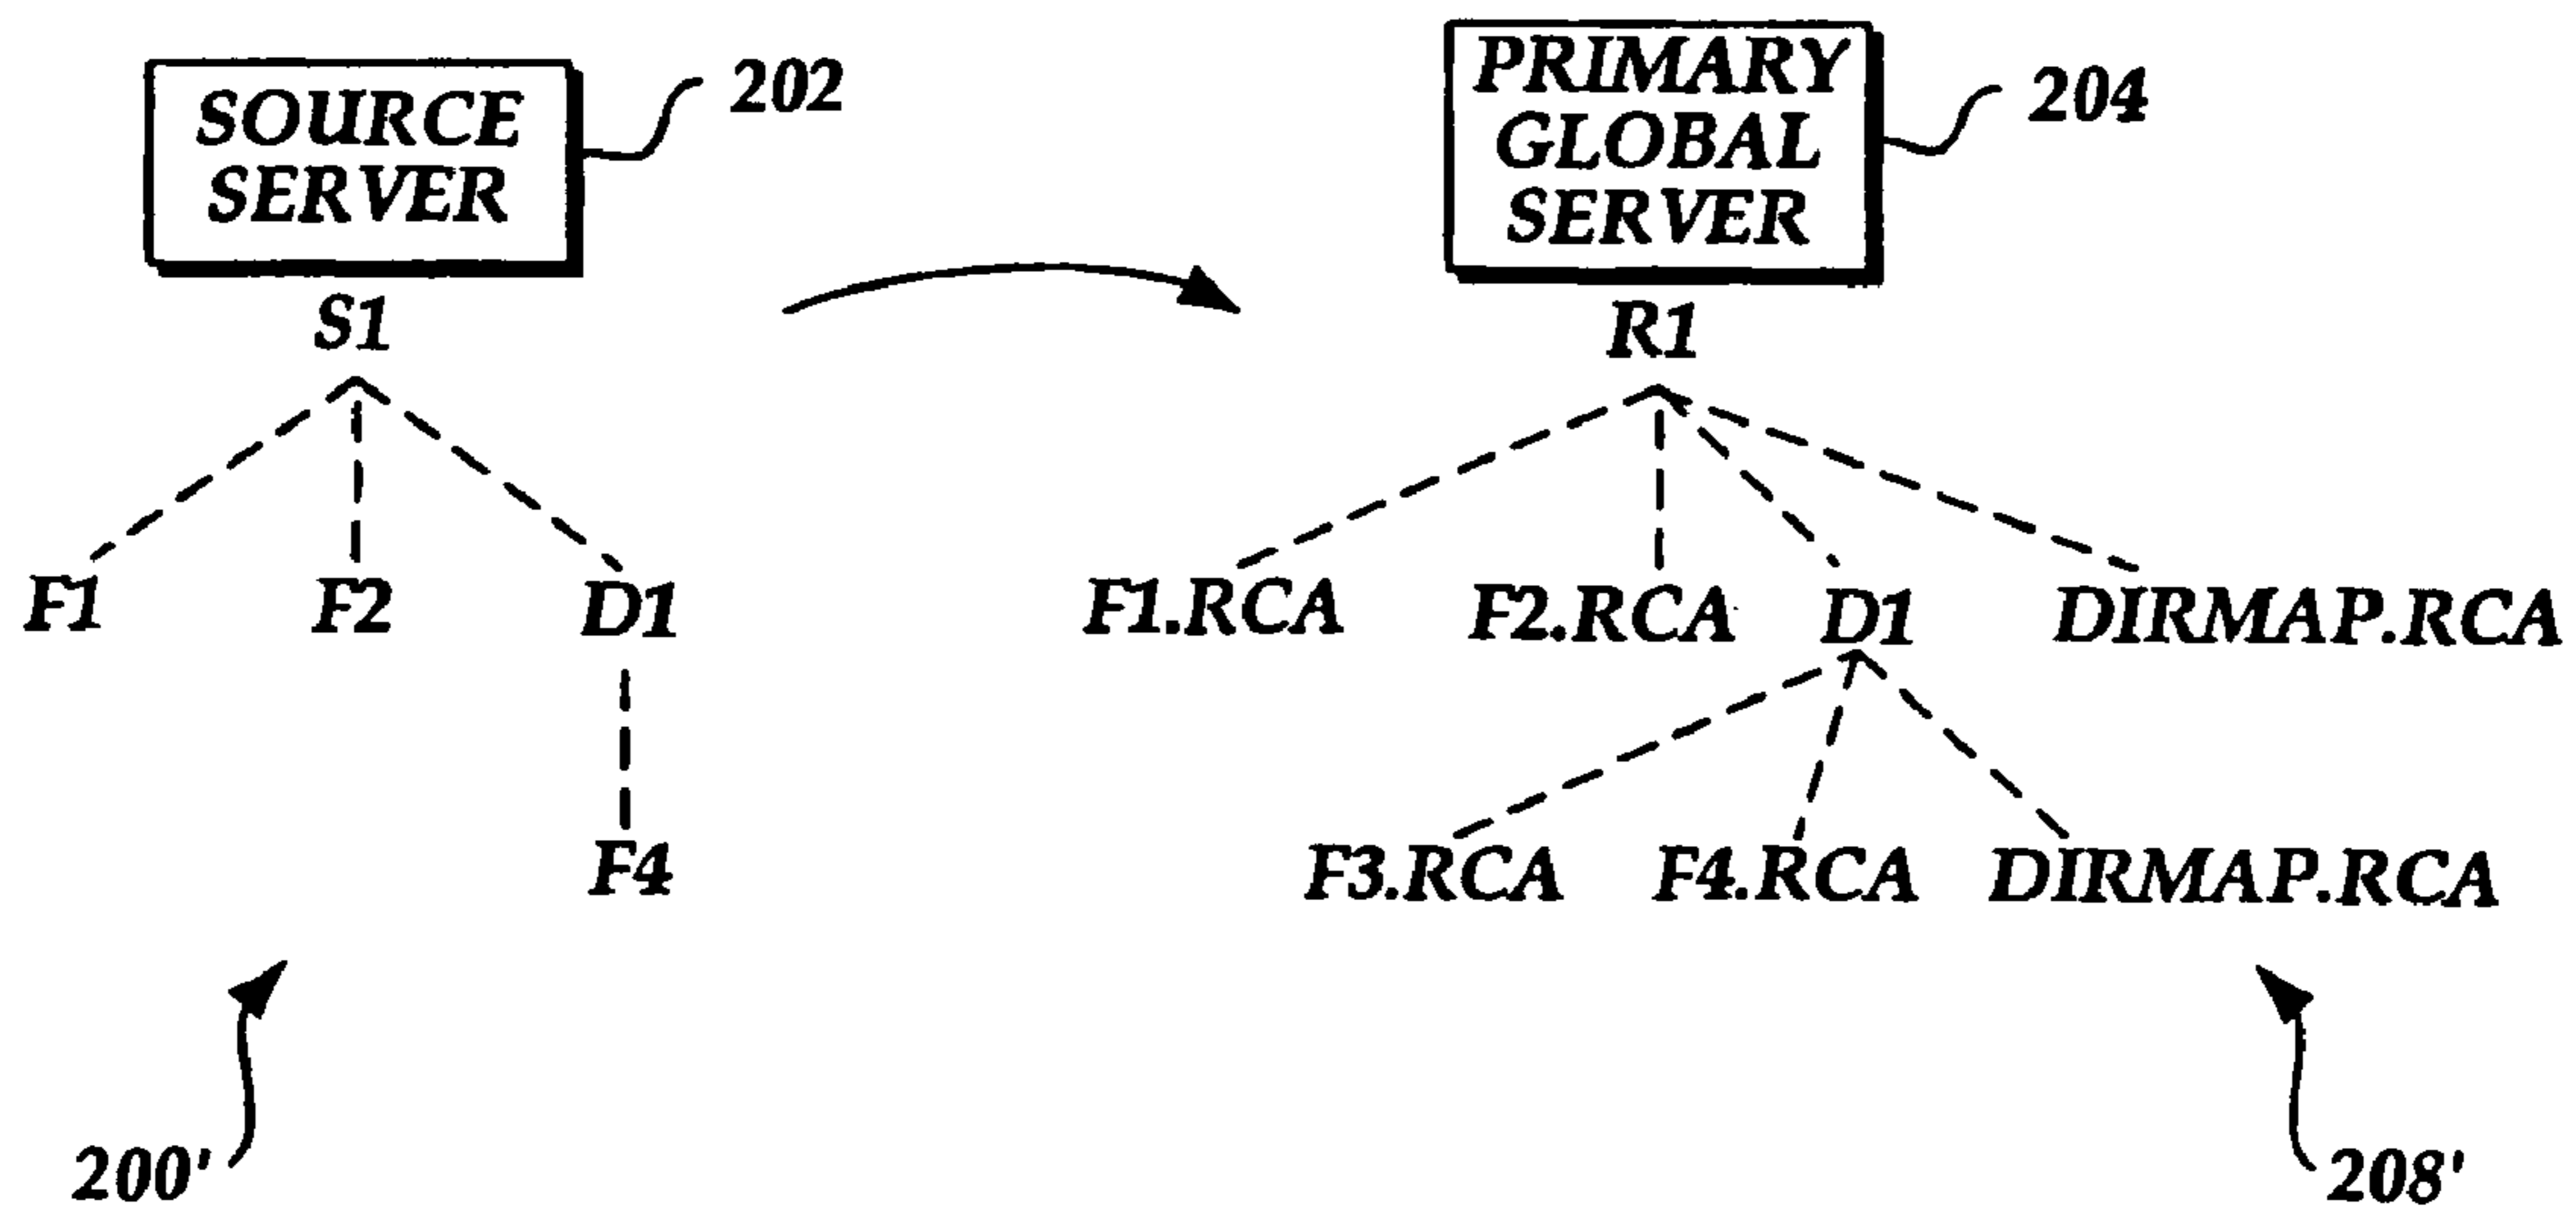 SOURCE
SERVER
202
PRIMARY
GLOBAL
SERVER
204
S1
R1
F1
F2
D1
F1.RCA
F2.RCA
D1
DIRMAP.RCA
F4
F3.RCA
F4.RCA
DIRMAP.RCA
200'
208'